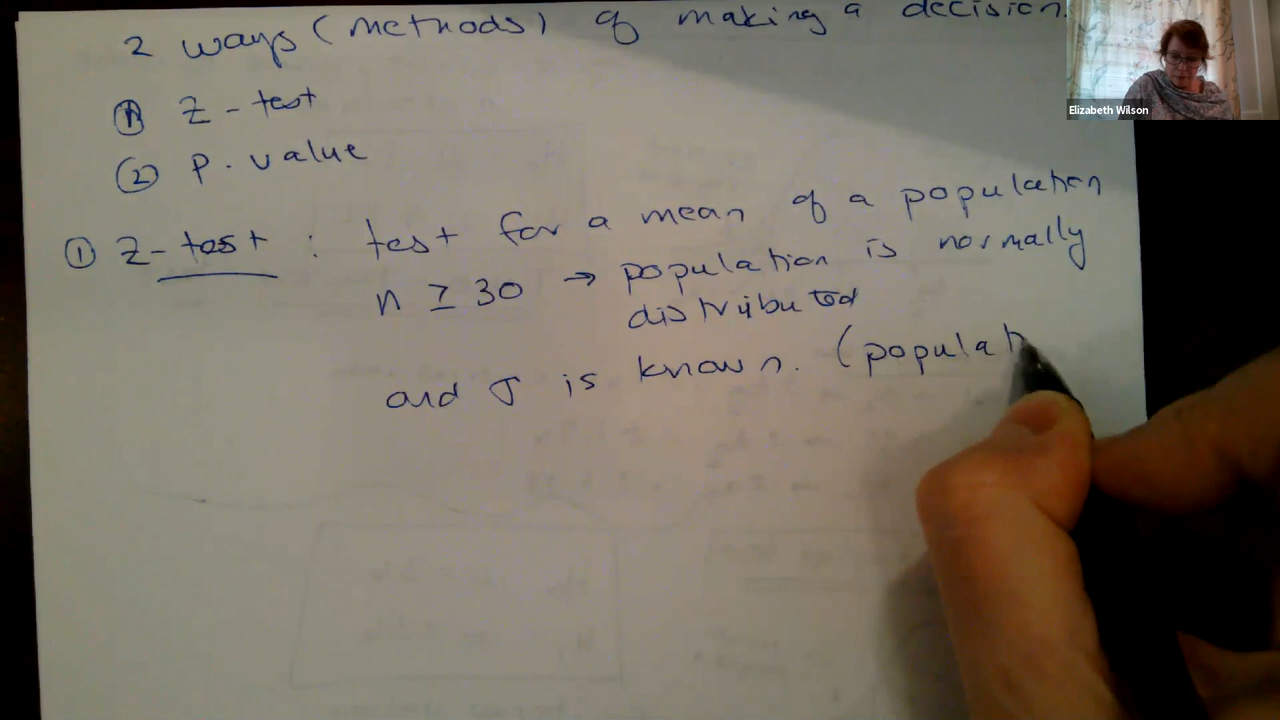 2 ways (methods) of making a decision.
Elizabeth Wilson
① Z-test
② P-value
① Z-test : test for a mean of a population
n ≥ 30 → population is normally
distributed
and σ is known. (populat